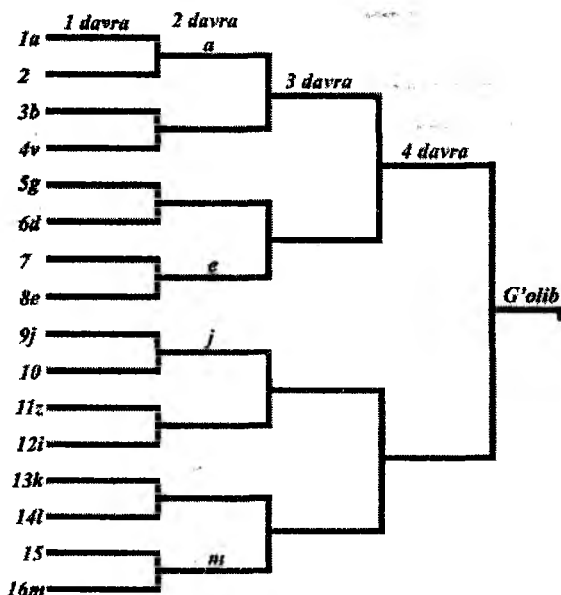 1 davra
2 davra
1a
a
2
3 davra
3b
4 davra
4v
5g
6d
7
e
8e
G'olib
9j
j
10
11z
12i
13k
14l
15
m
16m